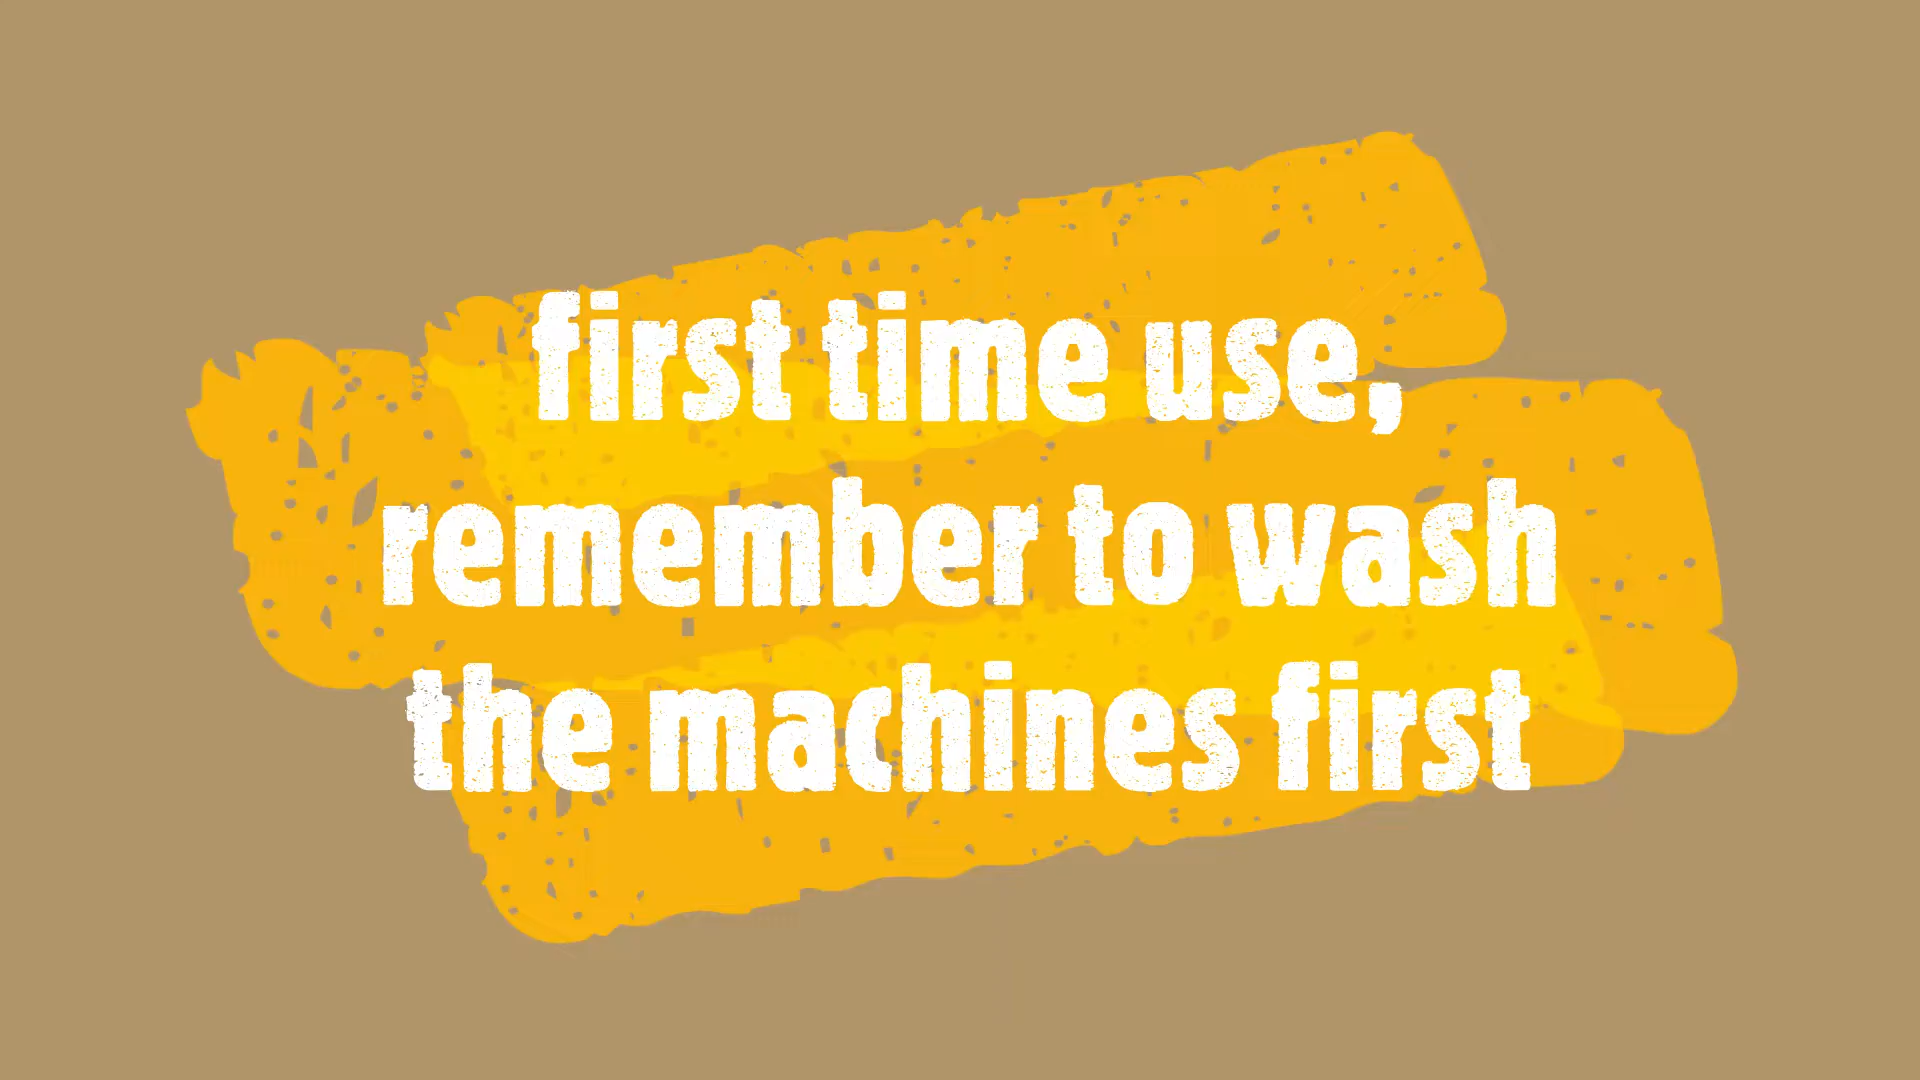 first time use,
remember to wash
the machines first